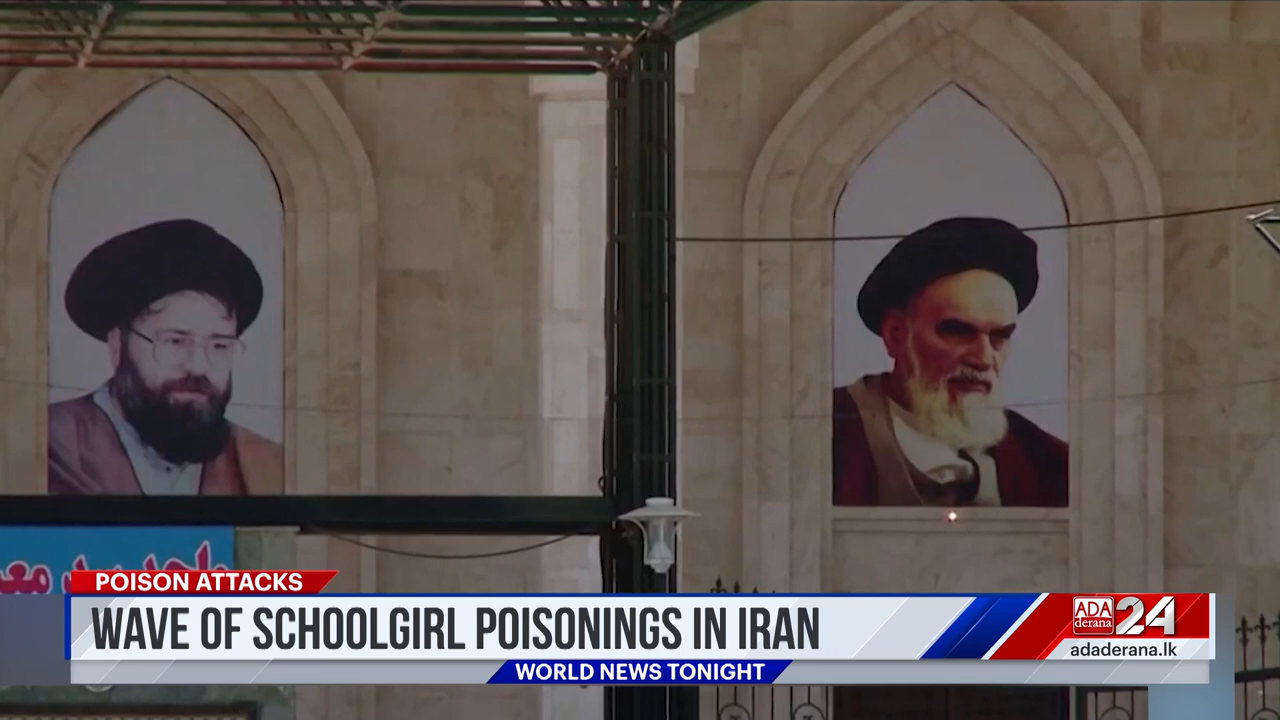 POISON ATTACKS
WAVE OF SCHOOLGIRL POISONINGS IN IRAN
ADA
derana
24
adaderana.lk
WORLD NEWS TONIGHT